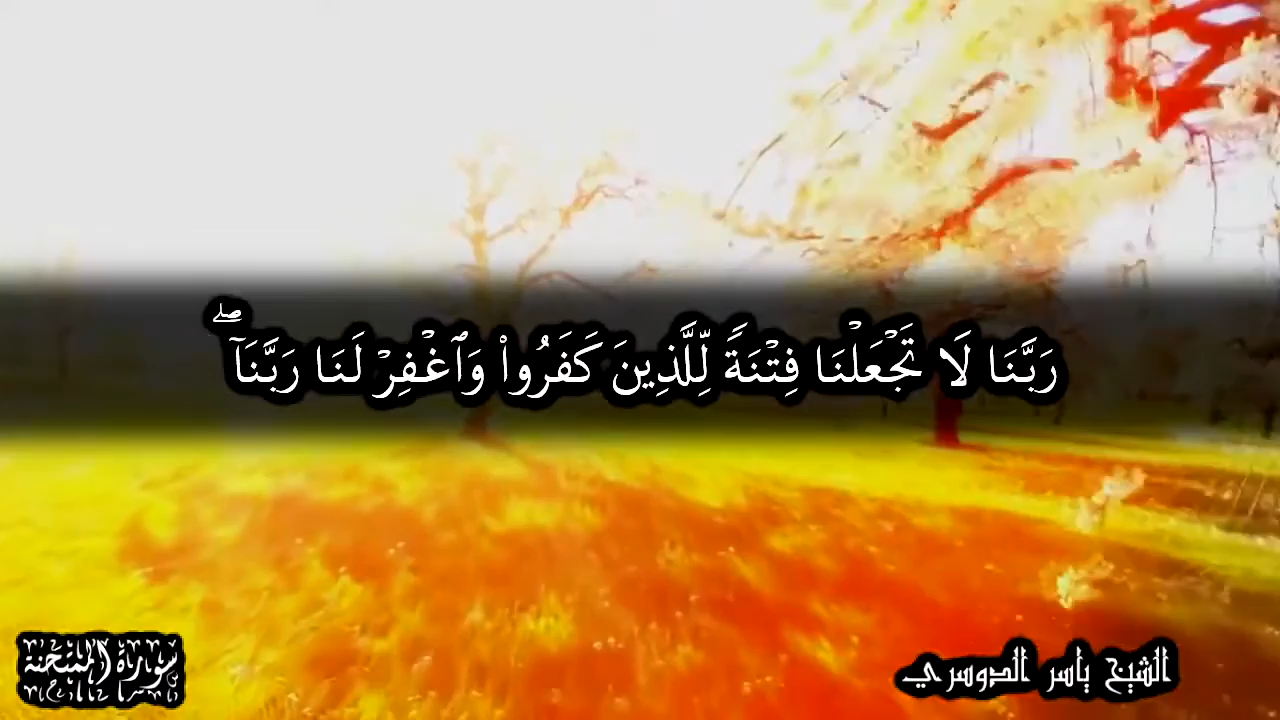 رَبَّنَا لَا تَجْعَلْنَا فِتْنَةً لِّلَّذِينَ كَفَرُوا۟ وَٱغْفِرْ لَنَا رَبَّنَآ ۖ
سورة الممتحنة
الشيخ ياسر الدوسري